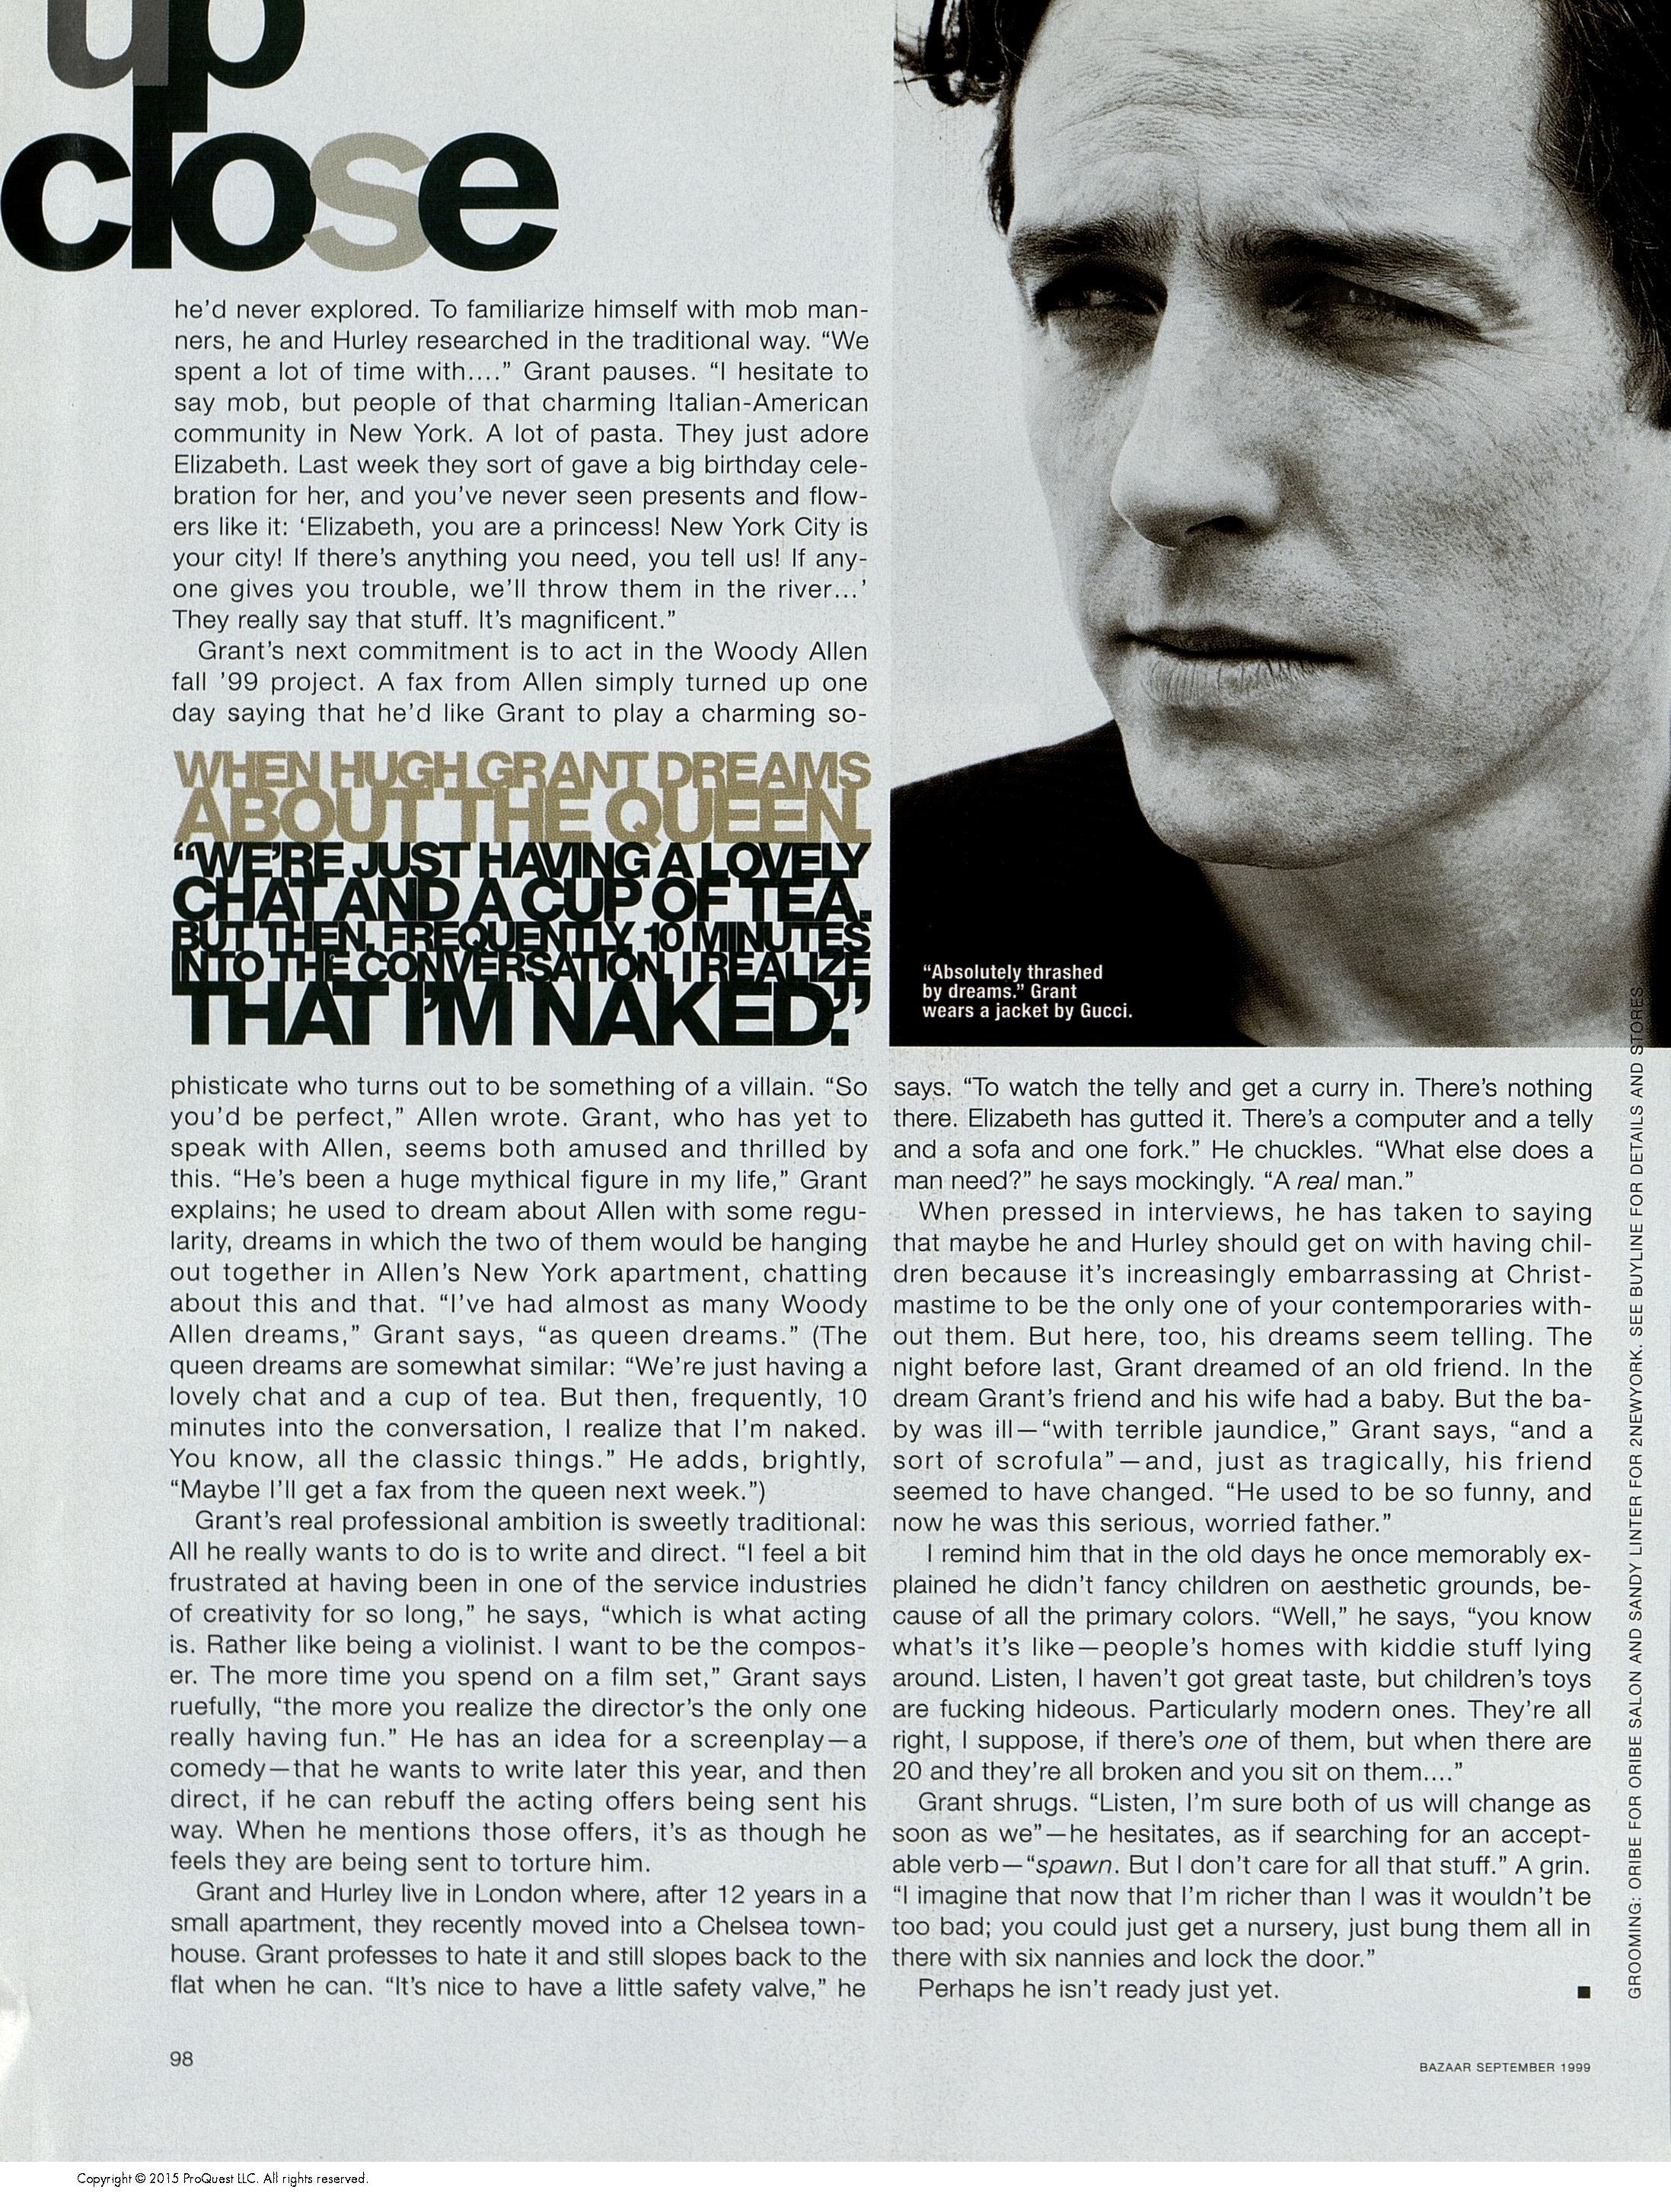 up
close
he'd never explored. To familiarize himself with mob man-
ners, he and Hurley researched in the traditional way. “We
spent a lot of time with....” Grant pauses. “I hesitate to
say mob, but people of that charming Italian-American
community in New York. A lot of pasta. They just adore
Elizabeth. Last week they sort of gave a big birthday cele-
bration for her, and you've never seen presents and flow-
ers like it: ‘Elizabeth, you are a princess! New York City is
your city! If there's anything you need, you tell us! If any-
one gives you trouble, we'll throw them in the river...’
They really say that stuff. It's magnificent.”
Grant's next commitment is to act in the Woody Allen
fall '99 project. A fax from Allen simply turned up one
day saying that he'd like Grant to play a charming so-
WHEN HUGH GRANT DREAMS
ABOUT THE QUEEN,
“WE'RE JUST HAVING A LOVELY
CHAT AND A CUP OF TEA.
BUT THEN, FREQUENTLY, 10 MINUTES
INTO THE CONVERSATION, I REALIZE
THAT I'M NAKED.”
phisticate who turns out to be something of a villain. “So
you'd be perfect,” Allen wrote. Grant, who has yet to
speak with Allen, seems both amused and thrilled by
this. “He's been a huge mythical figure in my life,” Grant
explains; he used to dream about Allen with some regu-
larity, dreams in which the two of them would be hanging
out together in Allen's New York apartment, chatting
about this and that. “I've had almost as many Woody
Allen dreams,” Grant says, “as queen dreams.” (The
queen dreams are somewhat similar: “We're just having a
lovely chat and a cup of tea. But then, frequently, 10
minutes into the conversation, I realize that I'm naked.
You know, all the classic things.” He adds, brightly,
“Maybe I'll get a fax from the queen next week.”)
Grant's real professional ambition is sweetly traditional:
All he really wants to do is to write and direct. “I feel a bit
frustrated at having been in one of the service industries
of creativity for so long,” he says, “which is what acting
is. Rather like being a violinist. I want to be the compos-
er. The more time you spend on a film set,” Grant says
ruefully, “the more you realize the director's the only one
really having fun.” He has an idea for a screenplay—a
comedy—that he wants to write later this year, and then
direct, if he can rebuff the acting offers being sent his
way. When he mentions those offers, it's as though he
feels they are being sent to torture him.
Grant and Hurley live in London where, after 12 years in a
small apartment, they recently moved into a Chelsea town-
house. Grant professes to hate it and still slopes back to the
flat when he can. “It's nice to have a little safety valve,” he
“Absolutely thrashed
by dreams.” Grant
wears a jacket by Gucci.
says. “To watch the telly and get a curry in. There's nothing
there. Elizabeth has gutted it. There's a computer and a telly
and a sofa and one fork.” He chuckles. “What else does a
man need?” he says mockingly. “A real man.”
When pressed in interviews, he has taken to saying
that maybe he and Hurley should get on with having chil-
dren because it's increasingly embarrassing at Christ-
mastime to be the only one of your contemporaries with-
out them. But here, too, his dreams seem telling. The
night before last, Grant dreamed of an old friend. In the
dream Grant's friend and his wife had a baby. But the ba-
by was ill—“with terrible jaundice,” Grant says, “and a
sort of scrofula”—and, just as tragically, his friend
seemed to have changed. “He used to be so funny, and
now he was this serious, worried father.”
I remind him that in the old days he once memorably ex-
plained he didn't fancy children on aesthetic grounds, be-
cause of all the primary colors. “Well,” he says, “you know
what's it's like—people's homes with kiddie stuff lying
around. Listen, I haven't got great taste, but children's toys
are fucking hideous. Particularly modern ones. They're all
right, I suppose, if there's one of them, but when there are
20 and they're all broken and you sit on them....”
Grant shrugs. “Listen, I'm sure both of us will change as
soon as we”—he hesitates, as if searching for an accept-
able verb—“spawn. But I don't care for all that stuff.” A grin.
“I imagine that now that I'm richer than I was it wouldn't be
too bad; you could just get a nursery, just bung them all in
there with six nannies and lock the door.”
Perhaps he isn't ready just yet. ■
GROOMING: ORIBE FOR ORIBE SALON AND SANDY LINTER FOR 2NEWYORK. SEE BUYLINE FOR DETAILS AND STORES.
98
BAZAAR SEPTEMBER 1999
Copyright © 2015 ProQuest LLC. All rights reserved.